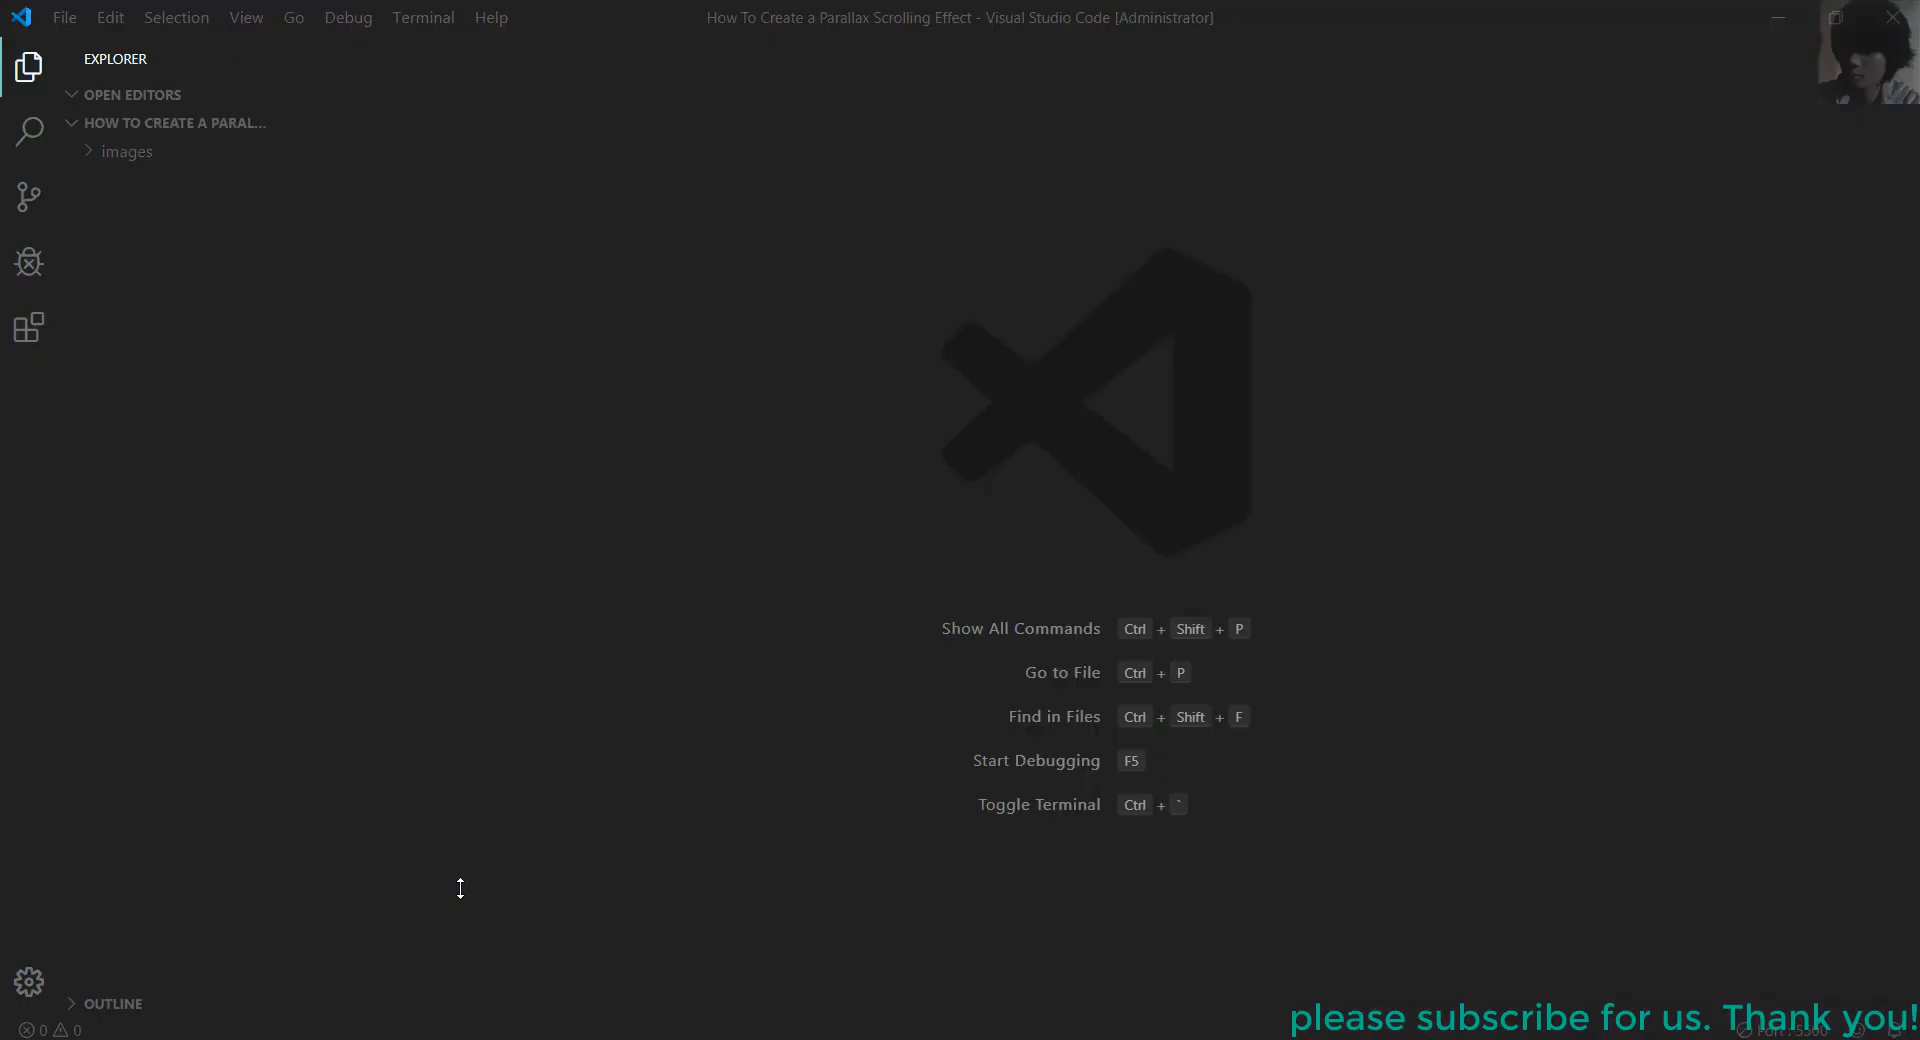 File Edit Selection View Go Debug Terminal Help
How To Create a Parallax Scrolling Effect - Visual Studio Code [Administrator]
EXPLORER
OPEN EDITORS
HOW TO CREATE A PARAL...
images
Show All Commands Ctrl + Shift + P
Go to File Ctrl + P
Find in Files Ctrl + Shift + F
Start Debugging F5
Toggle Terminal Ctrl + `
OUTLINE
0 0
Port : 5500
please subscribe for us. Thank you!